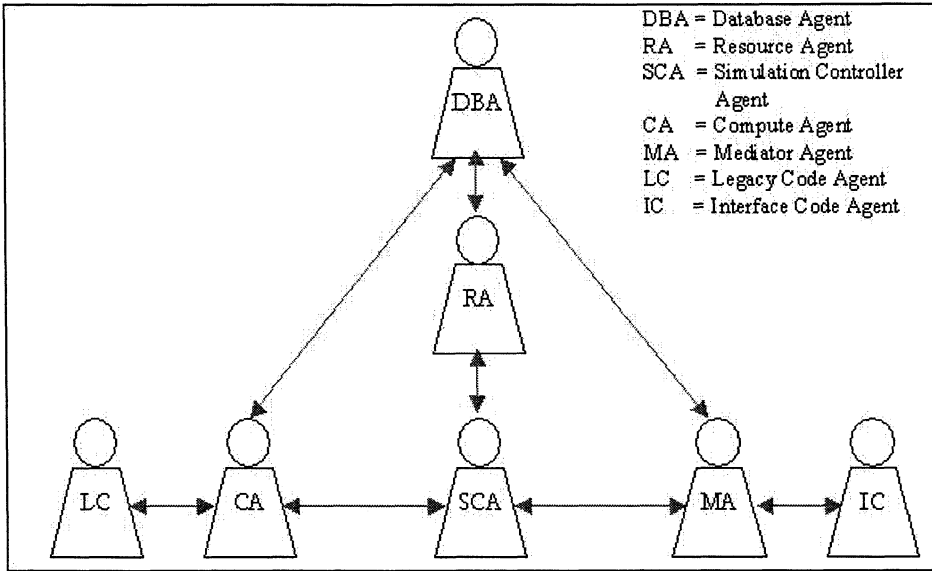 DBA = Database Agent
RA = Resource Agent
SCA = Simulation Controller
Agent
CA = Compute Agent
MA = Mediator Agent
LC = Legacy Code Agent
IC = Interface Code Agent
DBA
RA
LC
CA
SCA
MA
IC